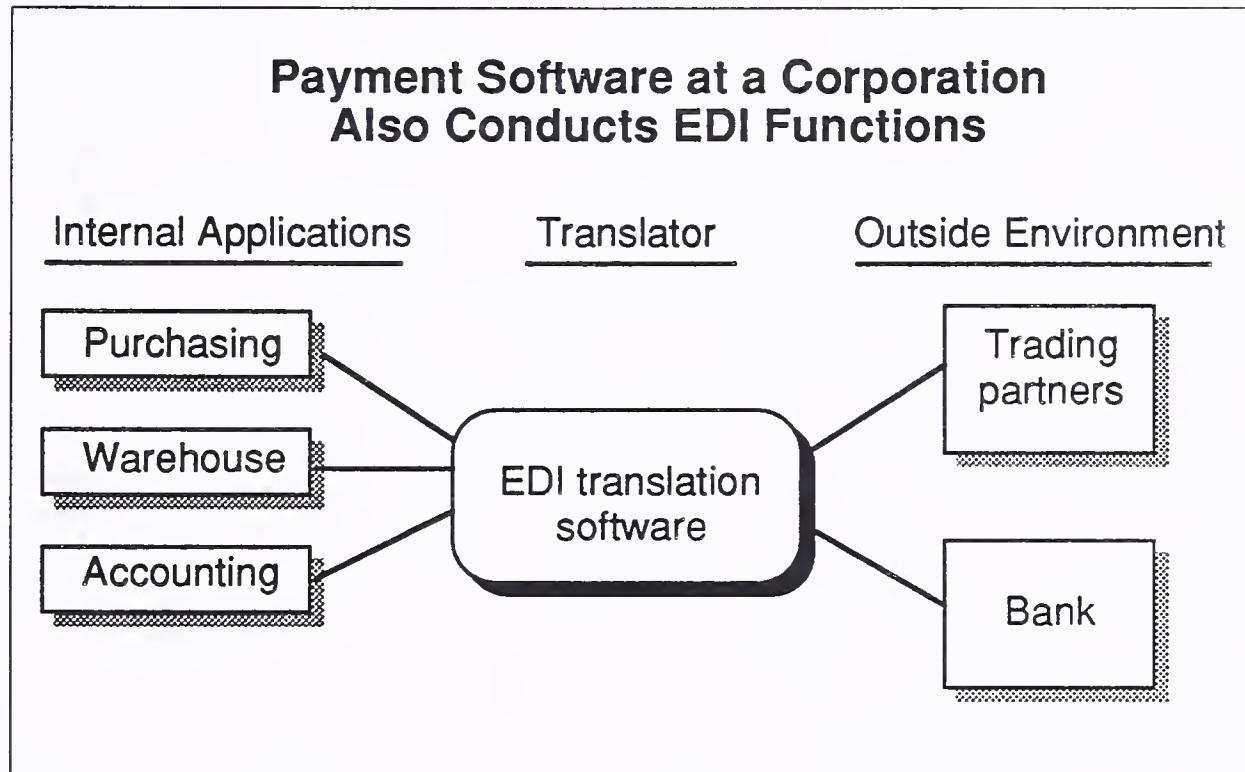 Payment Software at a Corporation
Also Conducts EDI Functions
Internal Applications
Translator
Outside Environment
Purchasing
Warehouse
Accounting
EDI translation
software
Trading
partners
Bank